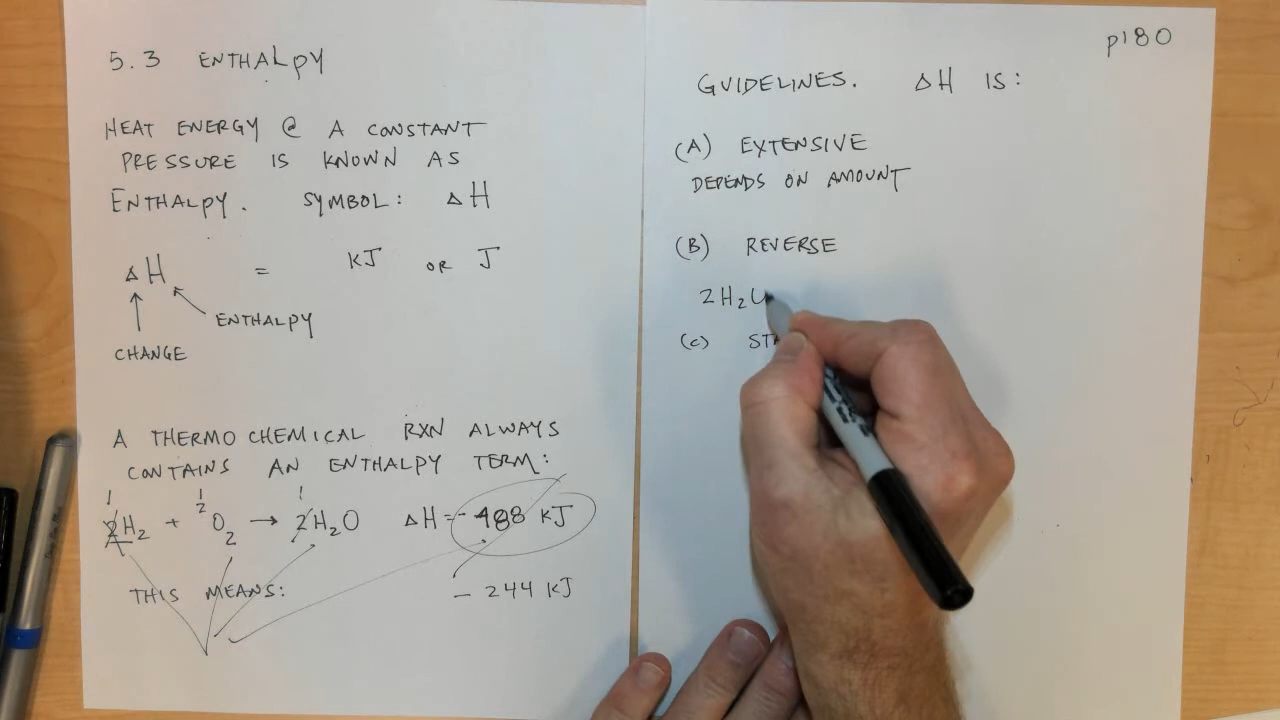 5.3 ENTHALPY
HEAT ENERGY @ A CONSTANT
PRESSURE IS KNOWN AS
ENTHALPY. SYMBOL: ΔH
ΔH = KJ OR J
ENTHALPY
CHANGE
A THERMOCHEMICAL RXN ALWAYS
CONTAINS AN ENTHALPY TERM:
1 1/2 1
2H₂ + O₂ → 2H₂O ΔH = -488 KJ
THIS MEANS: - 244 KJ
p180
GUIDELINES. ΔH IS:
(A) EXTENSIVE
DEPENDS ON AMOUNT
(B) REVERSE
2H₂
(C)